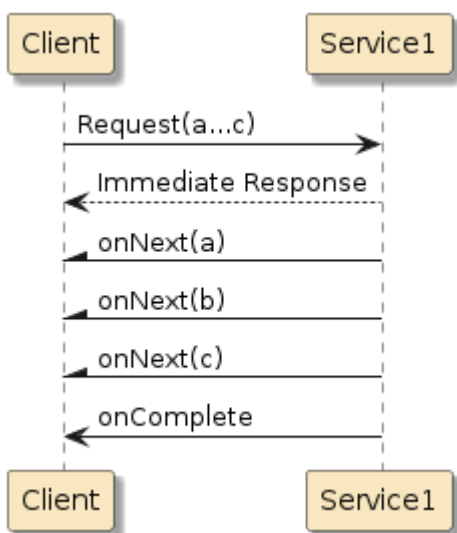 Client Service1
Request(a...c)
Immediate Response
onNext(a)
onNext(b)
onNext(c)
onComplete
Client Service1